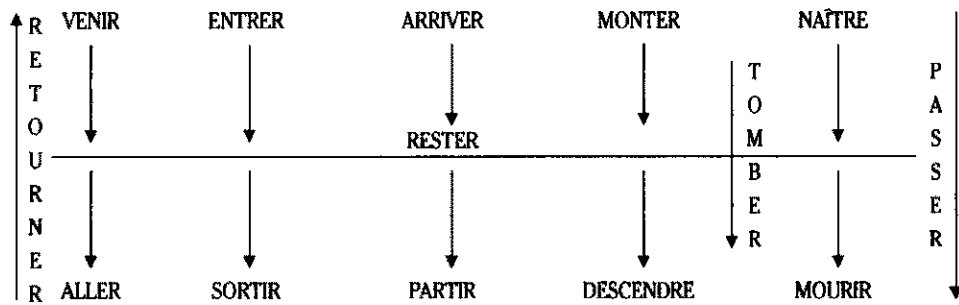 RETOURNER
VENIR ENTRER ARRIVER MONTER NAÎTRE
TOMBER
PASSER
RESTER
ALLER SORTIR PARTIR DESCENDRE MOURIR